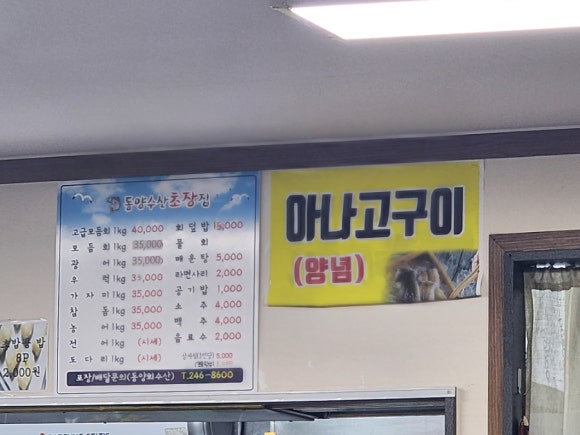 동양수산초장집
고급모듬회 1kg 40,000 회덮밥 15,000
모듬회 1kg 35,000 물회
광어 1kg 35,000 매운탕 5,000
우럭 1kg 라면사리 2,000
가자미 1kg 35,000 공기밥 1,000
참돔 1kg 35,000 소주 4,000
농어 1kg 35,000 맥주 4,000
전어 1kg (시세) 음료수 2,000
도다리 1kg (시세) 5,000
포장/배달문의(동양회수산) T.246-8600
아나고구이
(양념)
8P
2,000원